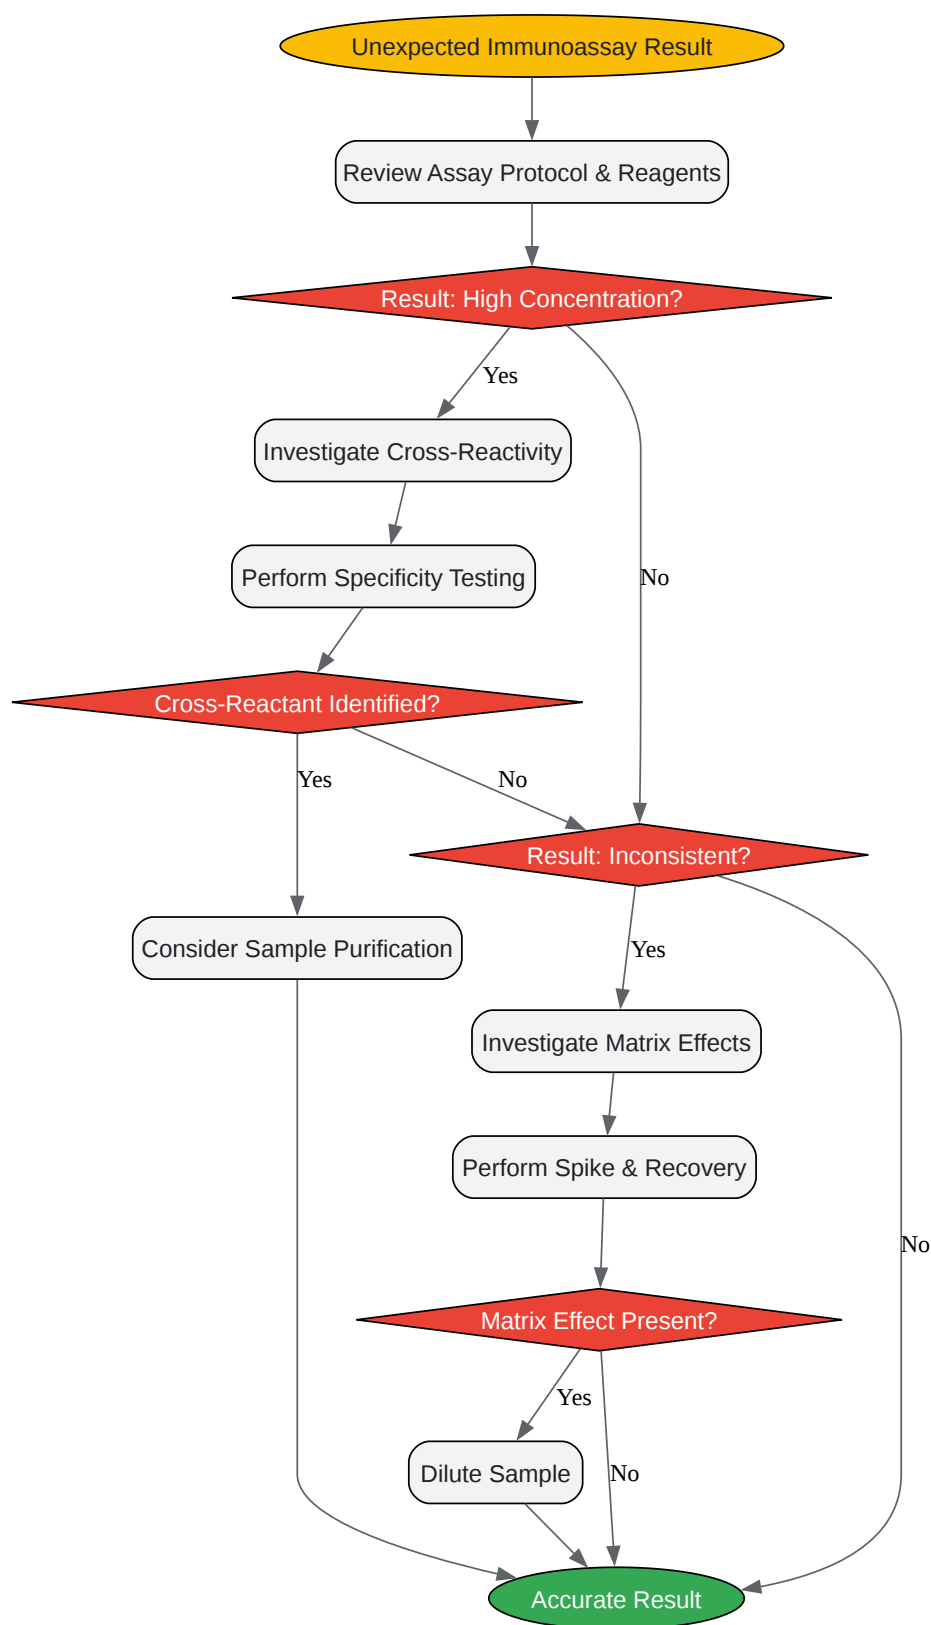 Unexpected Immunoassay Result
Review Assay Protocol & Reagents
Result: High Concentration?
Yes
Investigate Cross-Reactivity
Perform Specificity Testing
No
Cross-Reactant Identified?
Yes
No
Result: Inconsistent?
Consider Sample Purification
Yes
Investigate Matrix Effects
Perform Spike & Recovery
No
Matrix Effect Present?
Yes
Dilute Sample
No
Accurate Result